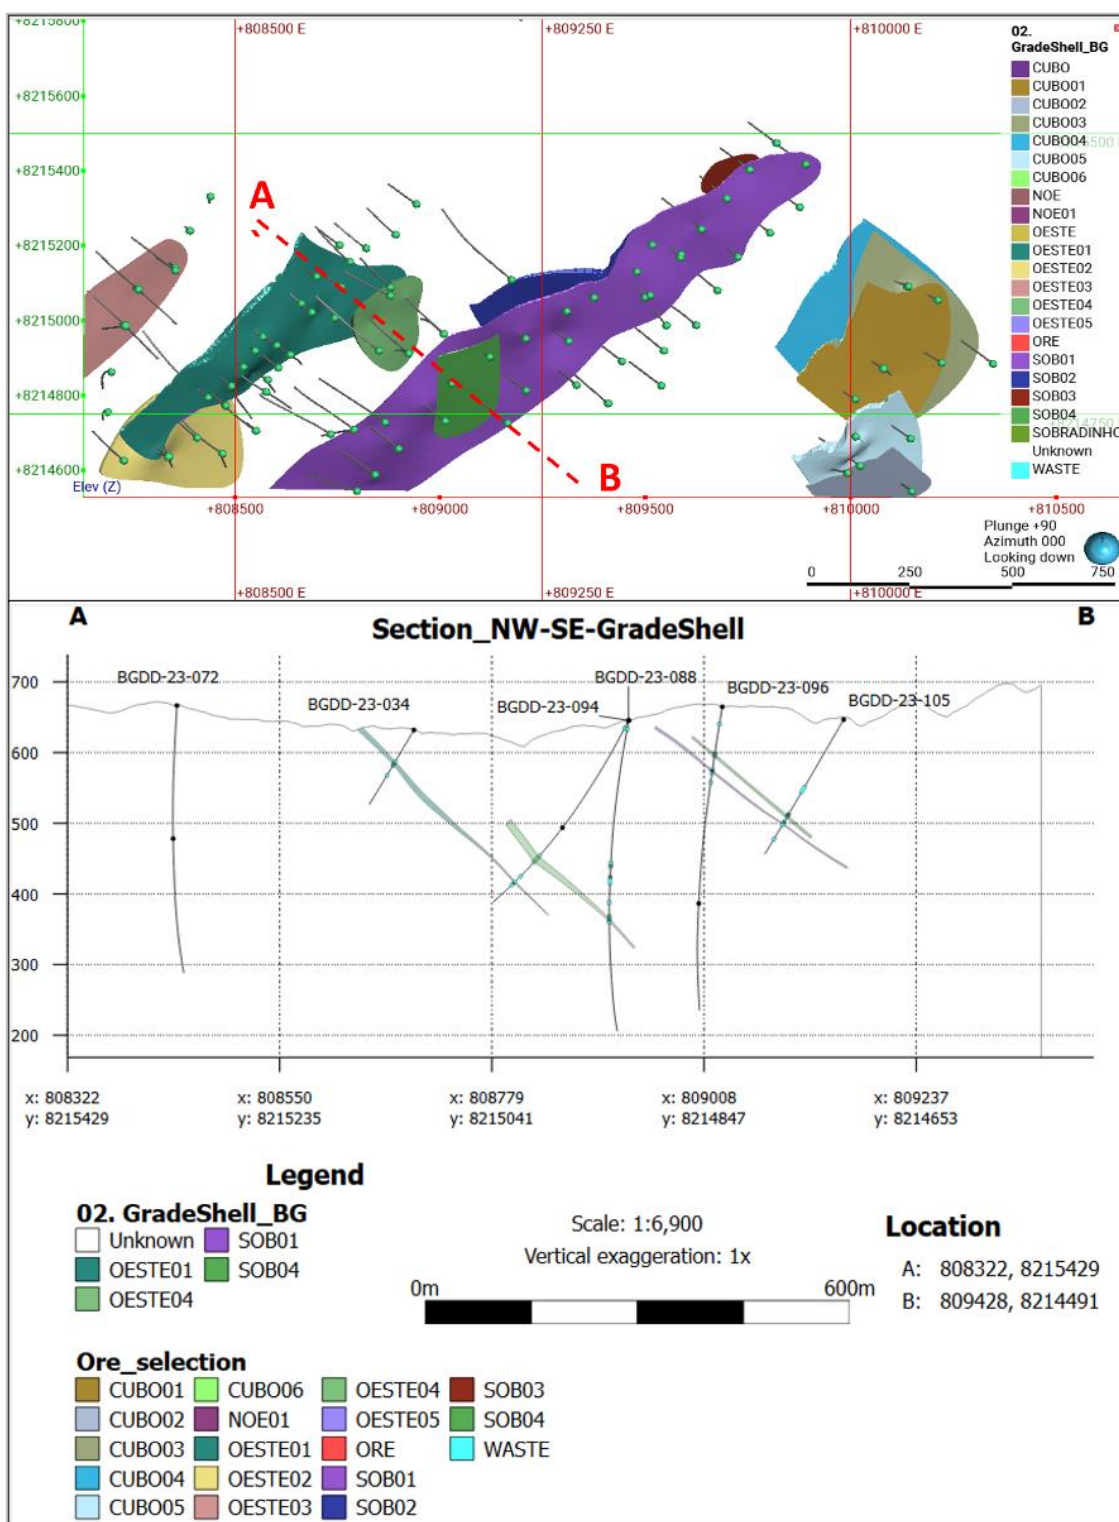 +8215800
+808500 E
+809250 E
+810000 E
02.
GradeShell_BG
CUBO
CUBO01
CUBO02
CUBO03
CUBO04
CUBO05
CUBO06
NOE
NOE01
OESTE
OESTE01
OESTE02
OESTE03
OESTE04
OESTE05
ORE
SOB01
SOB02
SOB03
SOB04
SOBRADINHO
Unknown
WASTE
+8215600
+8215400
+8215200
+8215000
+8214800
+8214600
A
B
Elev (Z)
+808500
+809000
+809500
+810000
+810500
Plunge +90
Azimuth 000
Looking down
0 250 500 750
+808500 E
+809250 E
+810000 E
A
B
Section_NW-SE-GradeShell
BGDD-23-072
BGDD-23-034
BGDD-23-094
BGDD-23-088
BGDD-23-096
BGDD-23-105
700
600
500
400
300
200
x: 808322
y: 8215429
x: 808550
y: 8215235
x: 808779
y: 8215041
x: 809008
y: 8214847
x: 809237
y: 8214653
Legend
02. GradeShell_BG
Unknown SOB01
OESTE01 SOB04
OESTE04
Scale: 1:6,900
Vertical exaggeration: 1x
0m 600m
Location
A: 808322, 8215429
B: 809428, 8214491
Ore_selection
CUBO01 CUBO06 OESTE04 SOB03
CUBO02 NOE01 OESTE05 SOB04
CUBO03 OESTE01 ORE WASTE
CUBO04 OESTE02 SOB01
CUBO05 OESTE03 SOB02